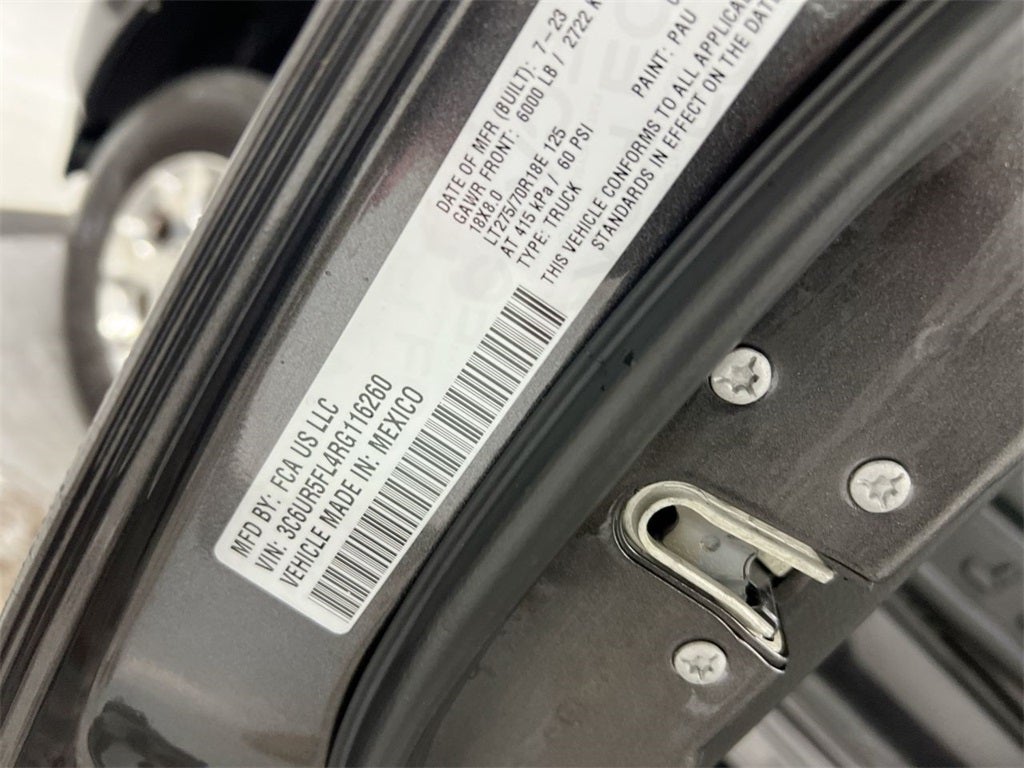 MFD BY: FCA US LLC
VIN: 3C6UR5FL4RG116260
VEHICLE MADE IN: MEXICO
DATE OF MFR (BUILT): 7-23
GAWR FRONT: 6000 LB / 2722 K
18X8.0
LT275/70R18E 125
AT 415 kPa / 60 PSI
TYPE: TRUCK
PAINT: PAU
THIS VEHICLE CONFORMS TO ALL
STANDARDS IN EFFECT ON THE DATE